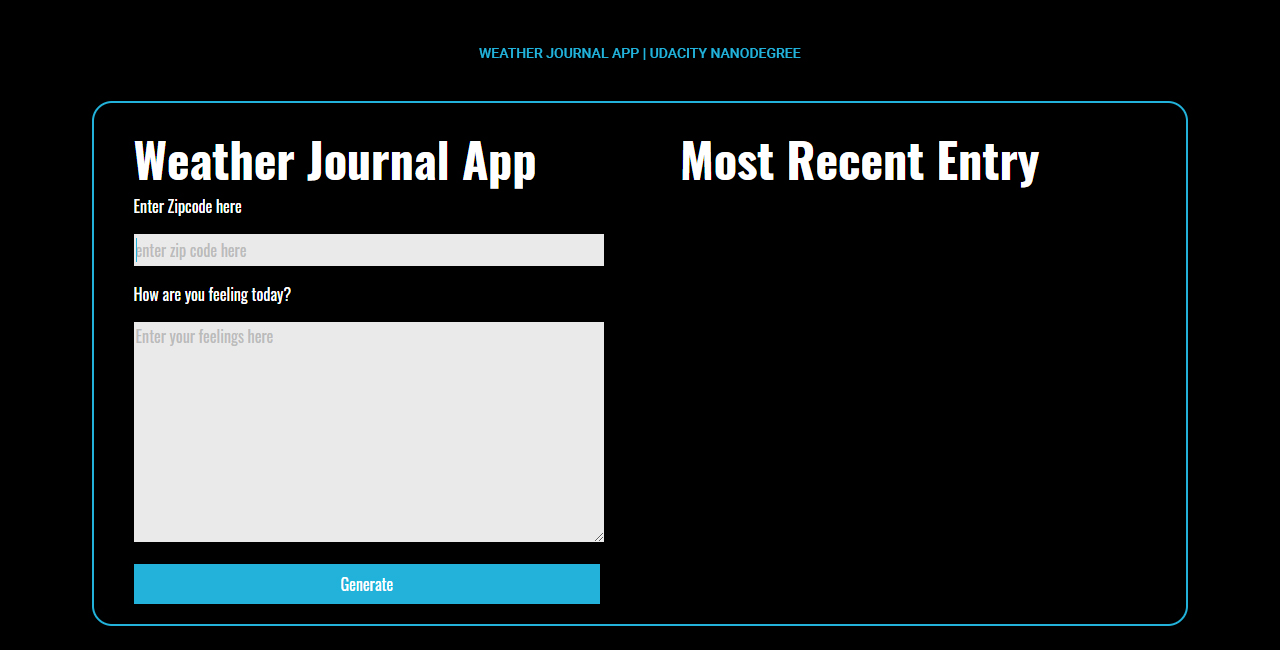 WEATHER JOURNAL APP | UDACITY NANODEGREE
Weather Journal App
Enter Zipcode here
enter zip code here
How are you feeling today?
Enter your feelings here
Generate
Most Recent Entry